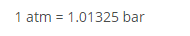 1 atm = 1.01325 bar